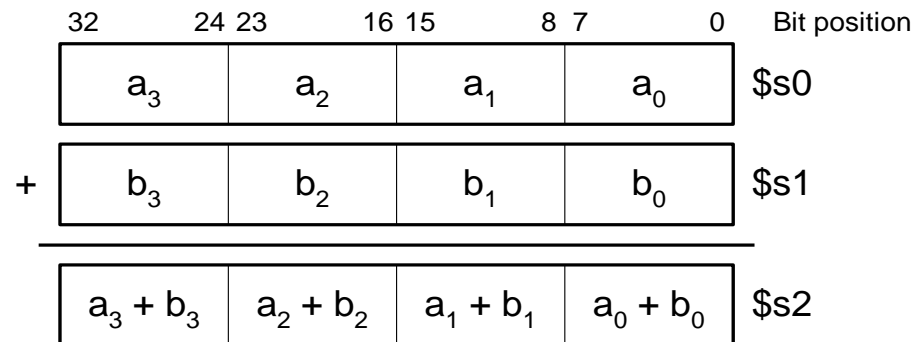 32 24 23 16 15 8 7 0 Bit position
a₃ a₂ a₁ a₀ $s0
+ b₃ b₂ b₁ b₀ $s1
a₃ + b₃ a₂ + b₂ a₁ + b₁ a₀ + b₀ $s2